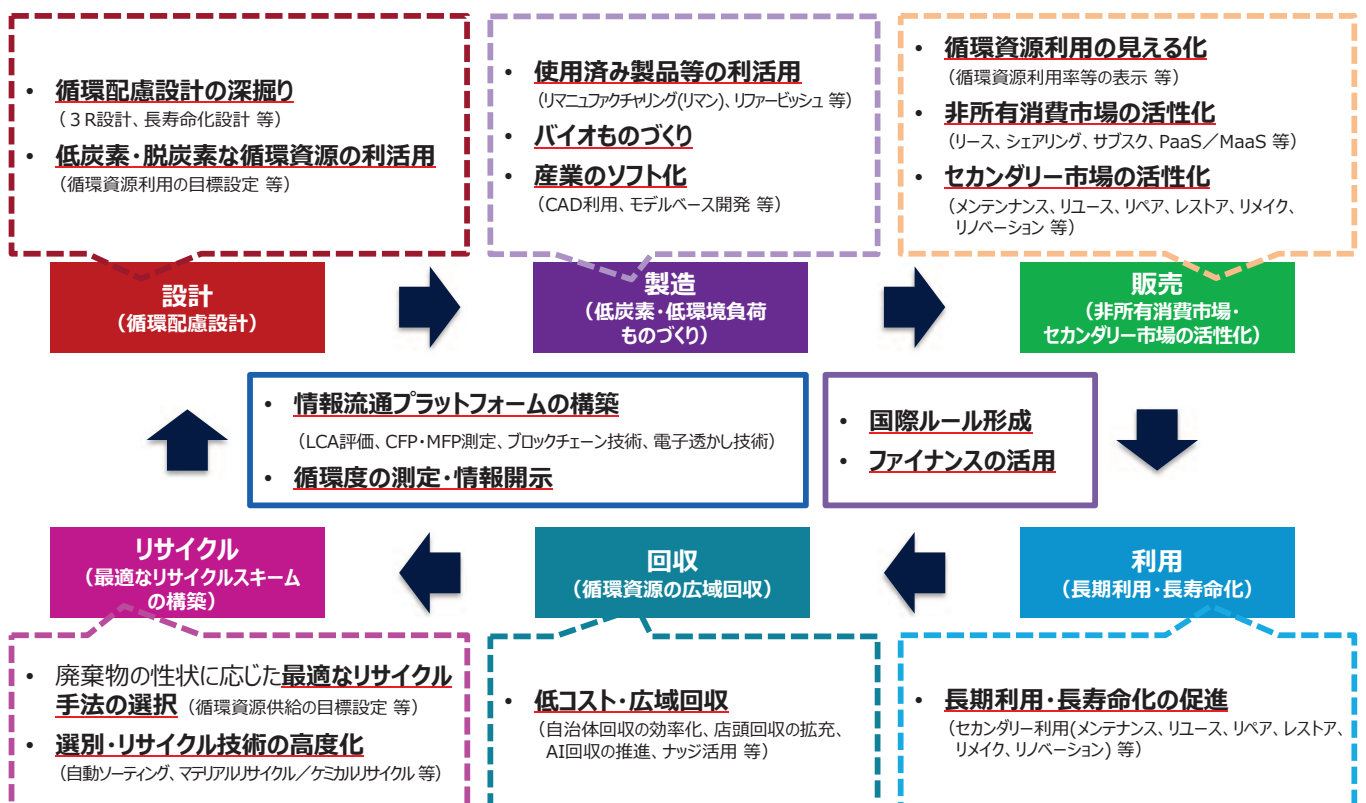 • 循環配慮設計の深掘り
（３R設計、長寿命化設計 等）
• 低炭素・脱炭素な循環資源の利活用
（循環資源利用の目標設定 等）
• 使用済み製品等の利活用
（リマニュファクチャリング(リマン)、リファービッシュ 等）
• バイオものづくり
• 産業のソフト化
（CAD利用、モデルベース開発 等）
• 循環資源利用の見える化
（循環資源利用率等の表示 等）
• 非所有消費市場の活性化
（リース、シェアリング、サブスク、PaaS／MaaS 等）
• セカンダリー市場の活性化
（メンテンナンス、リユース、リペア、レストア、リメイク、
リノベーション 等）
設計
（循環配慮設計）
製造
（低炭素・低環境負荷
ものづくり）
販売
（非所有消費市場・
セカンダリー市場の活性化）
• 情報流通プラットフォームの構築
（LCA評価、CFP・MFP測定、ブロックチェーン技術、電子透かし技術）
• 循環度の測定・情報開示
• 国際ルール形成
• ファイナンスの活用
リサイクル
（最適なリサイクルスキーム
の構築）
回収
（循環資源の広域回収）
利用
（長期利用・長寿命化）
• 廃棄物の性状に応じた最適なリサイクル
手法の選択（循環資源供給の目標設定 等）
• 選別・リサイクル技術の高度化
（自動ソーティング、マテリアルリサイクル／ケミカルリサイクル 等）
• 低コスト・広域回収
（自治体回収の効率化、店頭回収の拡充、
AI回収の推進、ナッジ活用 等）
• 長期利用・長寿命化の促進
（セカンダリー利用(メンテナンス、リユース、リペア、レストア、
リメイク、リノベーション) 等）